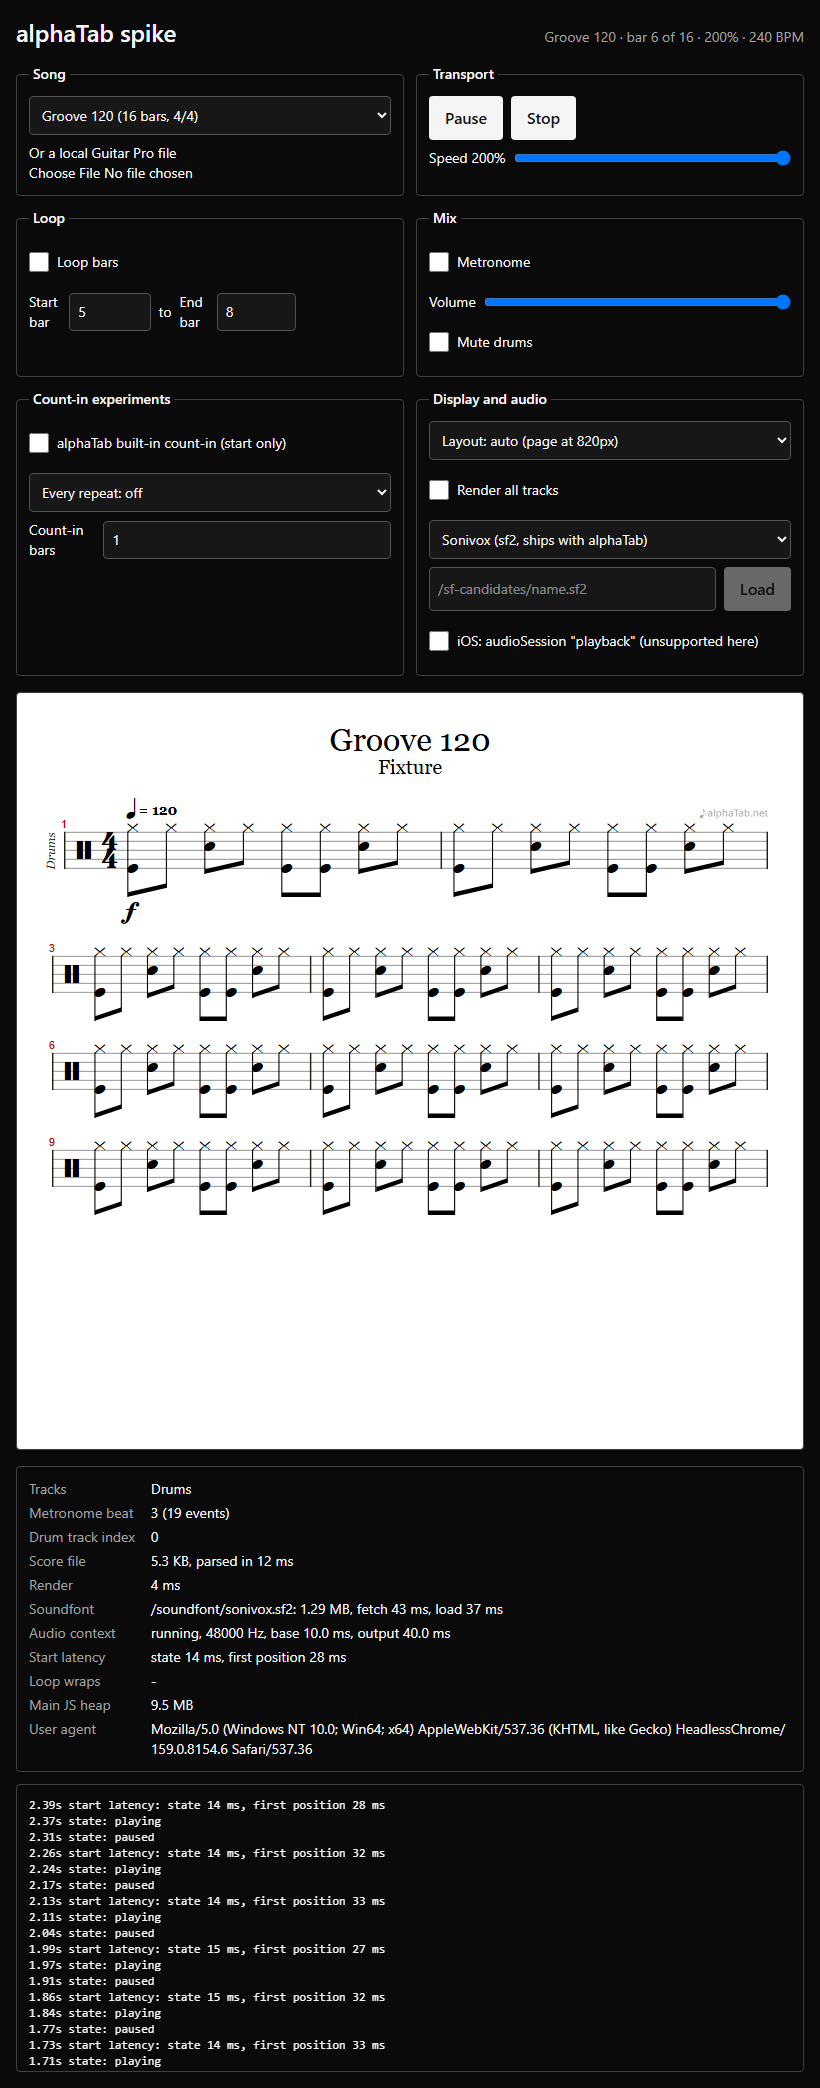 alphaTab spike
Groove 120 · bar 6 of 16 · 200% · 240 BPM
Song
Groove 120 (16 bars, 4/4)
Or a local Guitar Pro file
Choose File No file chosen
Transport
Pause
Stop
Speed 200%
Loop
Loop bars
Start bar
5
to
End bar
8
Mix
Metronome
Volume
Mute drums
Count-in experiments
alphaTab built-in count-in (start only)
Every repeat: off
Count-in bars
1
Display and audio
Layout: auto (page at 820px)
Render all tracks
Sonivox (sf2, ships with alphaTab)
/sf-candidates/name.sf2
Load
iOS: audioSession "playback" (unsupported here)
Groove 120
Fixture
= 120
alphaTab.net
1
Drums
4
4
f
3
6
9
Tracks Drums
Metronome beat 3 (19 events)
Drum track index 0
Score file 5.3 KB, parsed in 12 ms
Render 4 ms
Soundfont /soundfont/sonivox.sf2: 1.29 MB, fetch 43 ms, load 37 ms
Audio context running, 48000 Hz, base 10.0 ms, output 40.0 ms
Start latency state 14 ms, first position 28 ms
Loop wraps -
Main JS heap 9.5 MB
User agent Mozilla/5.0 (Windows NT 10.0; Win64; x64) AppleWebKit/537.36 (KHTML, like Gecko) HeadlessChrome/
159.0.8154.6 Safari/537.36
2.39s start latency: state 14 ms, first position 28 ms
2.37s state: playing
2.31s state: paused
2.26s start latency: state 14 ms, first position 32 ms
2.24s state: playing
2.17s state: paused
2.13s start latency: state 14 ms, first position 33 ms
2.11s state: playing
2.04s state: paused
1.99s start latency: state 15 ms, first position 27 ms
1.97s state: playing
1.91s state: paused
1.86s start latency: state 15 ms, first position 32 ms
1.84s state: playing
1.77s state: paused
1.73s start latency: state 14 ms, first position 33 ms
1.71s state: playing